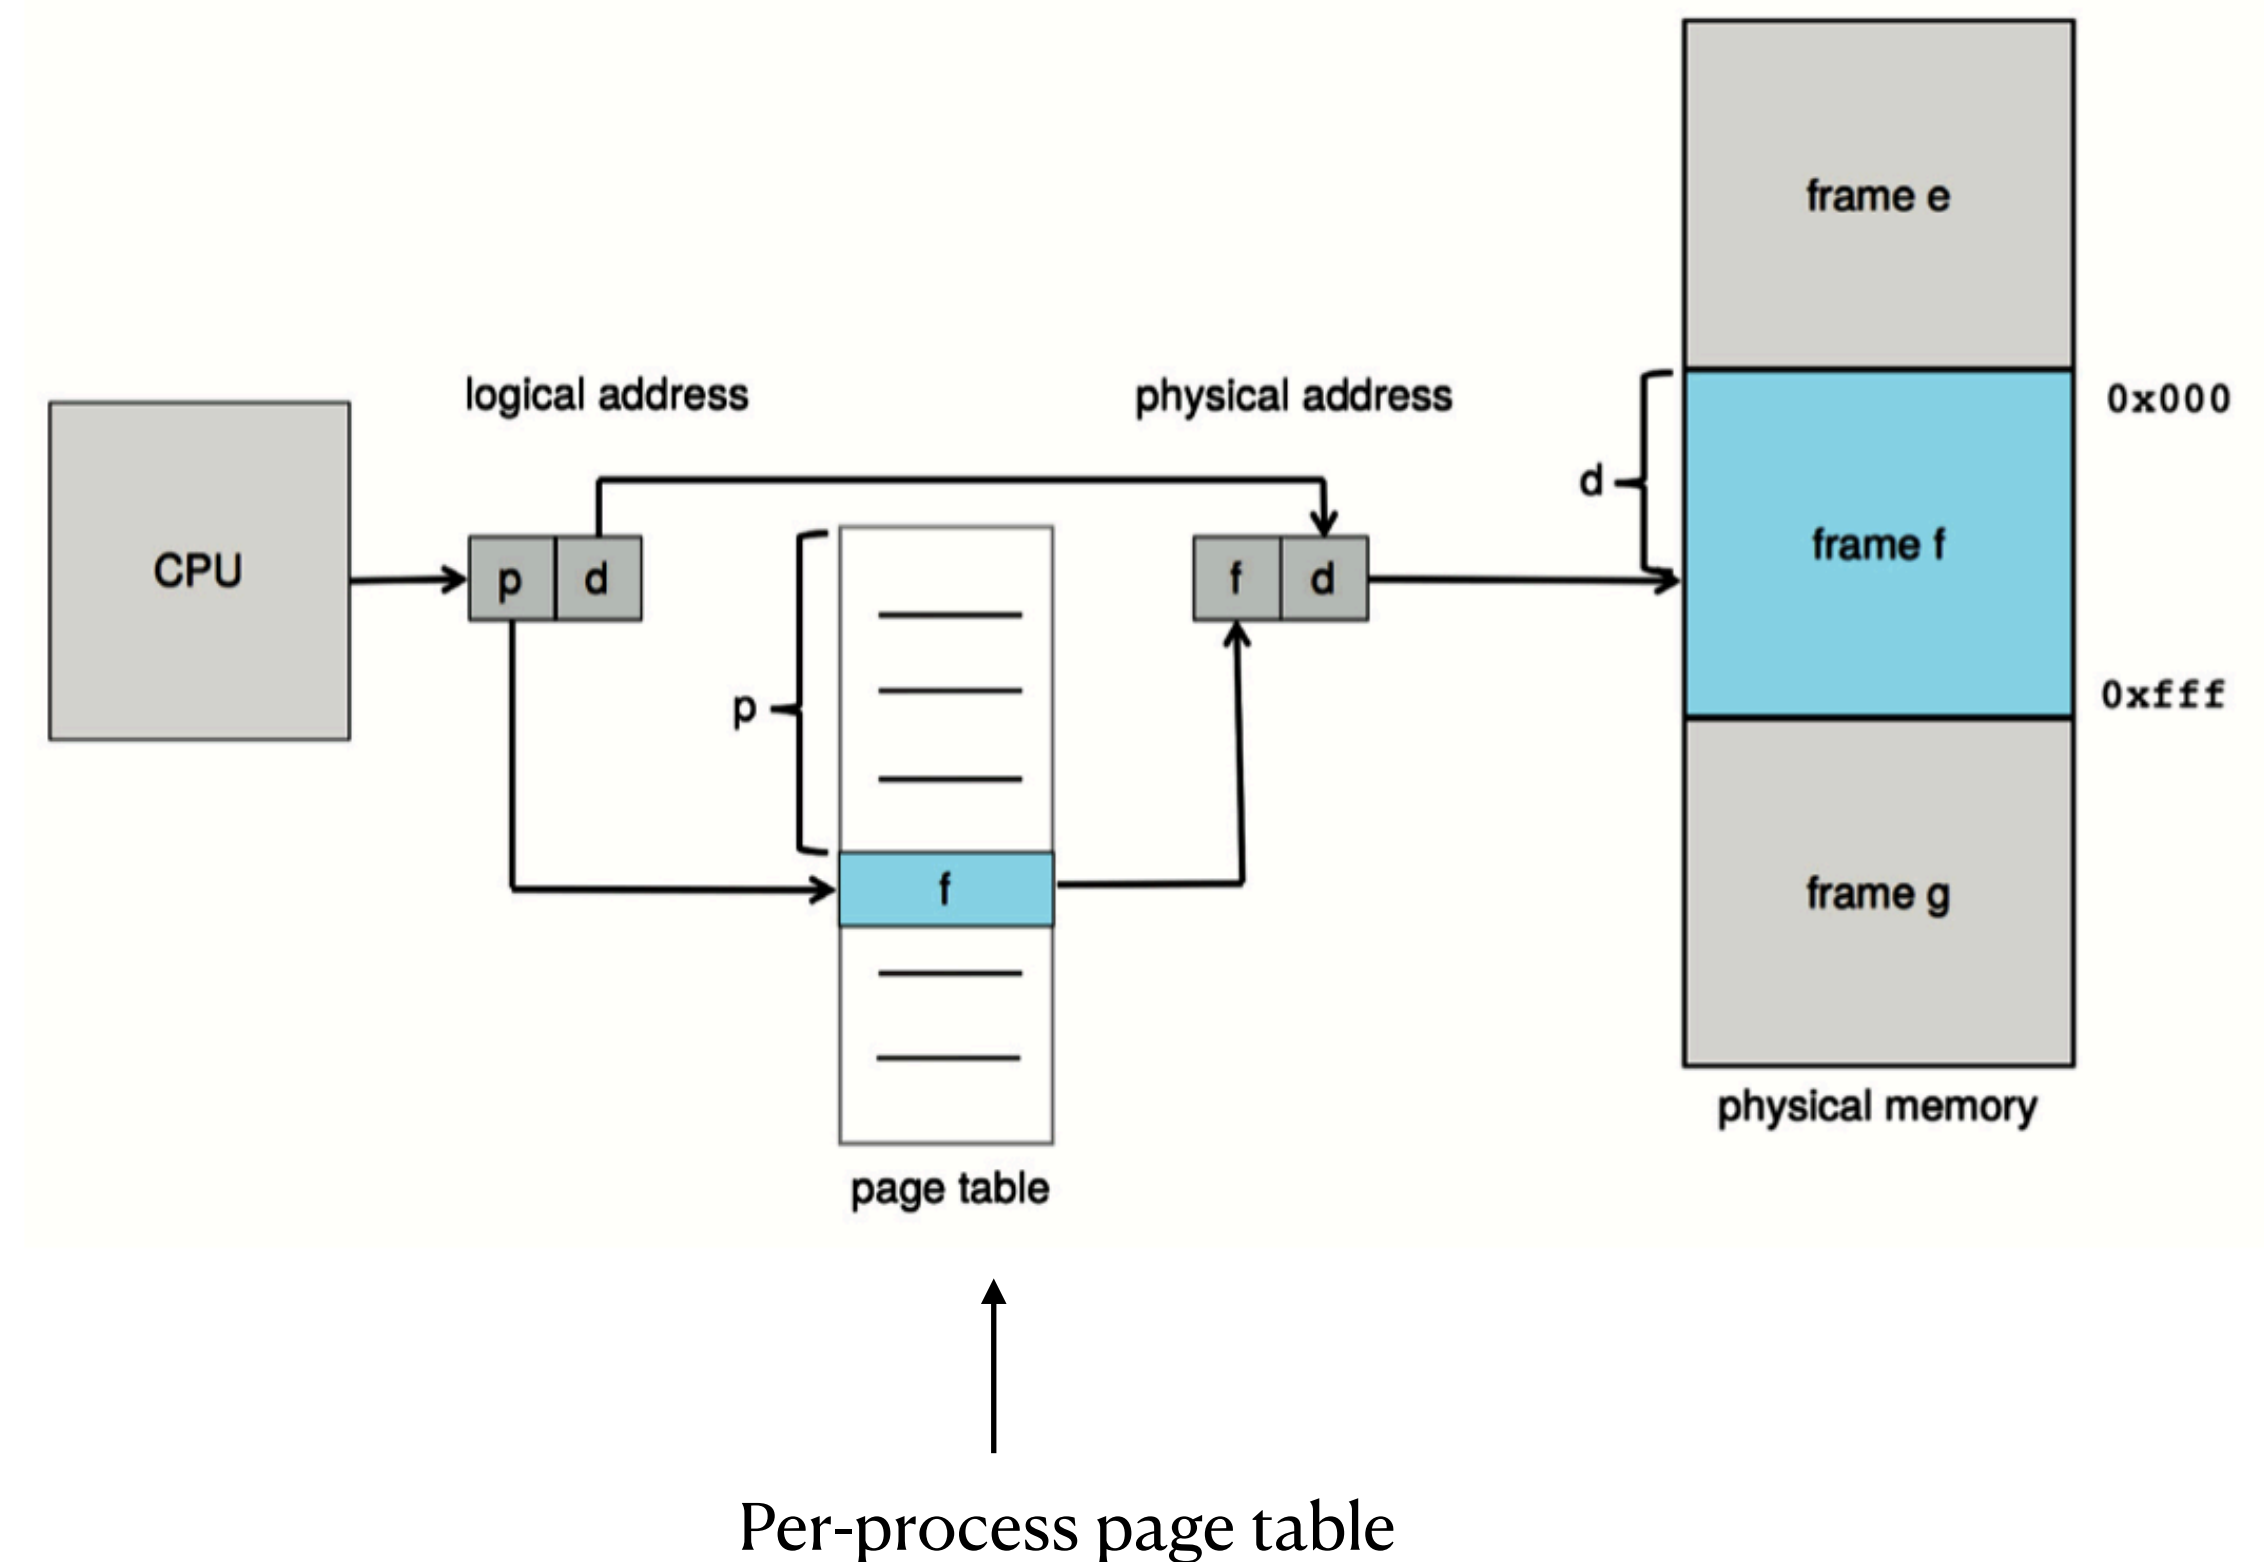 frame e
logical address
physical address
0x000
CPU
p d
d
f d
frame f
p
0xfff
f
frame g
physical memory
page table
Per-process page table